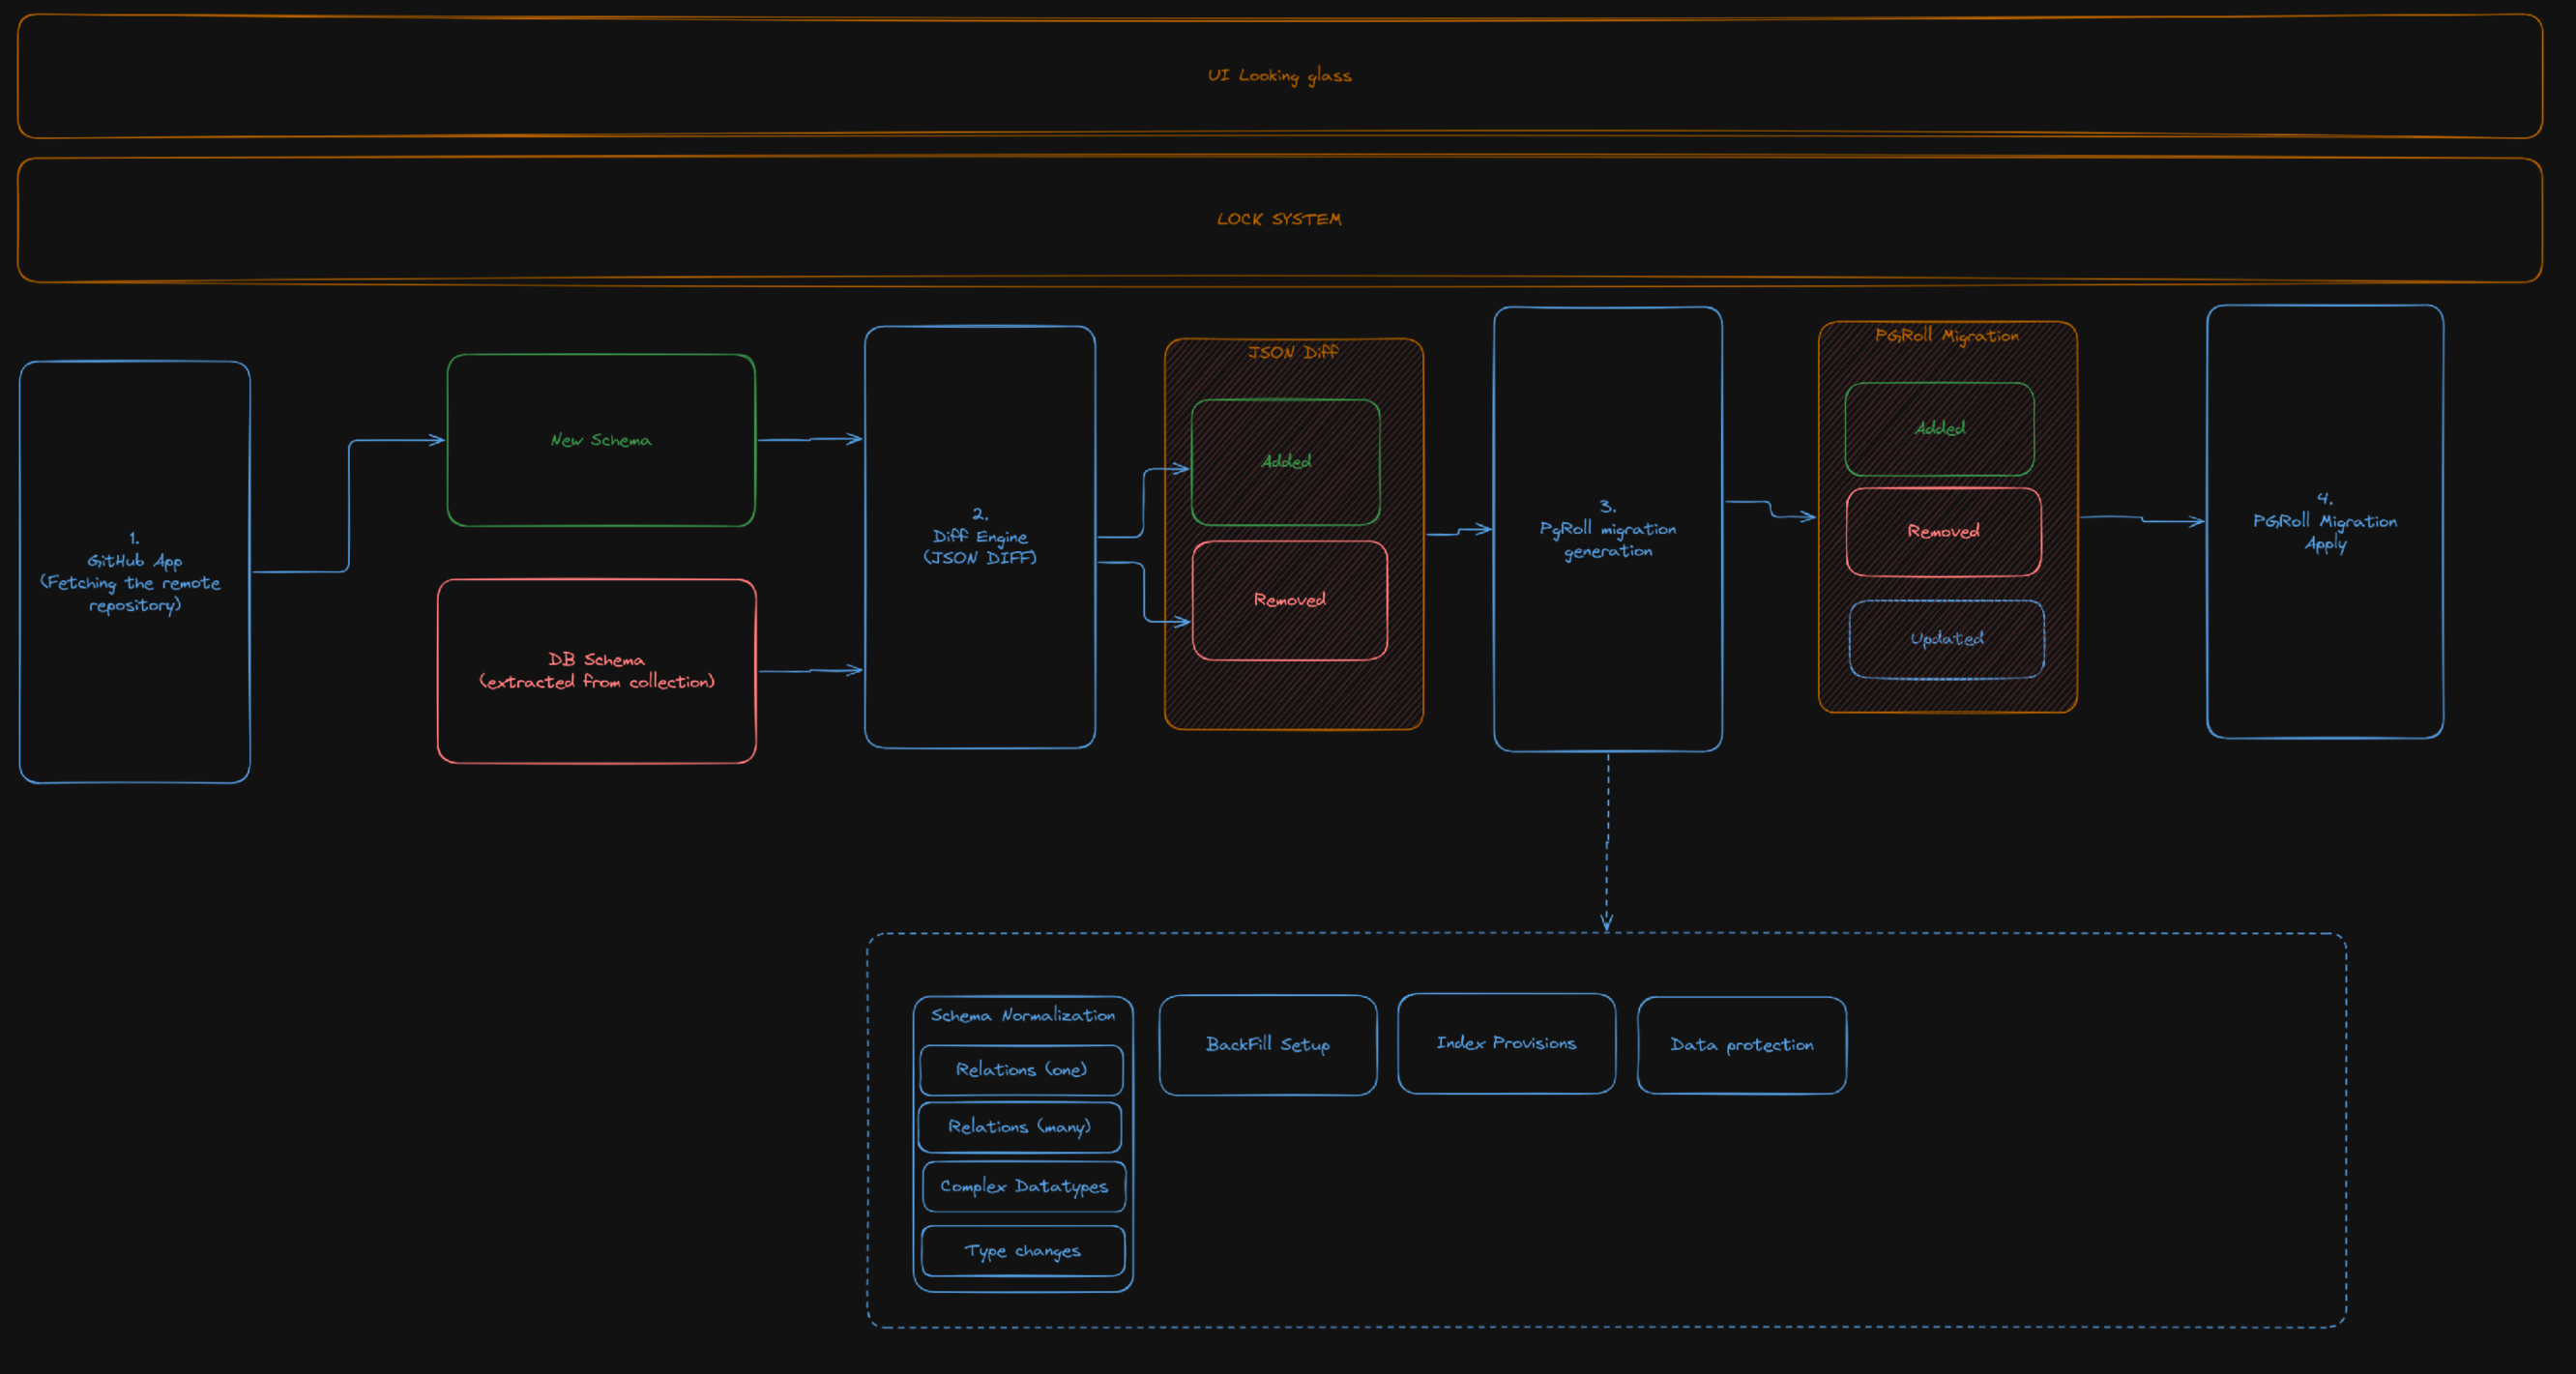 UI Looking glass
LOCK SYSTEM
1.
GitHub App
(Fetching the remote
repository)
New Schema
DB Schema
(extracted from collection)
2.
Diff Engine
(JSON DIFF)
JSON Diff
Added
Removed
3.
PgRoll migration
generation
PGRoll Migration
Added
Removed
Updated
4.
PGRoll Migration
Apply
Schema Normalization
Relations (one)
Relations (many)
Complex Datatypes
Type changes
BackFill Setup
Index Provisions
Data protection